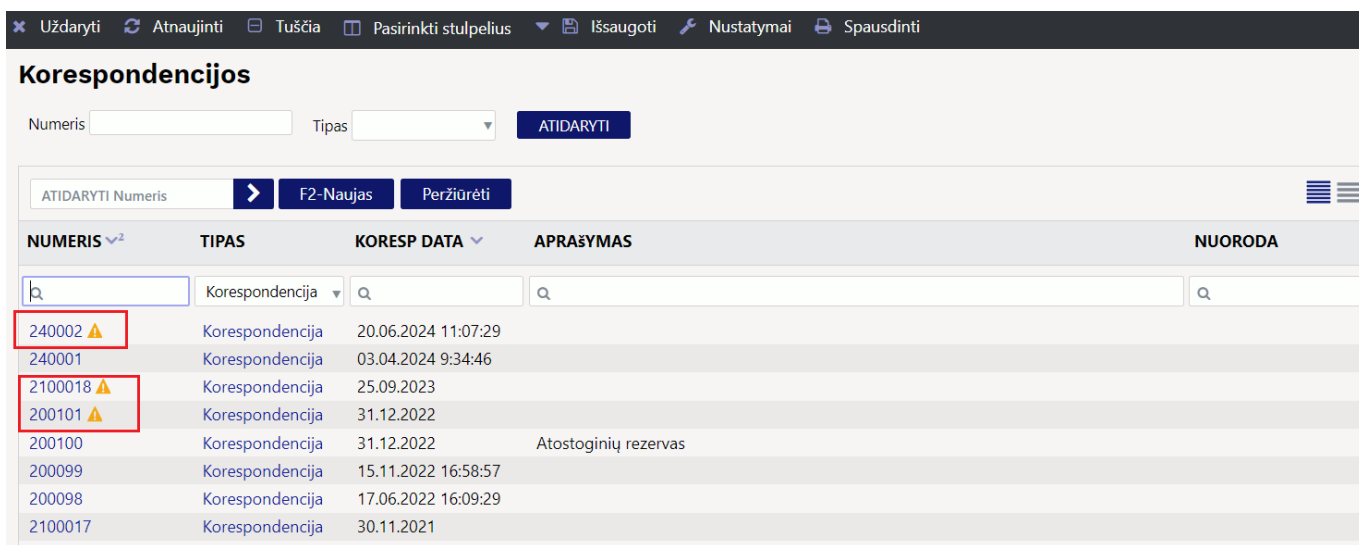 Uždaryti Atnaujinti Tuščia Pasirinkti stulpelius Išsaugoti Nustatymai Spausdinti
Korespondencijos
Numeris Tipas ATIDARYTI
ATIDARYTI Numeris F2-Naujas Peržiūrėti
NUMERIS 2 TIPAS KORESP DATA APRAšYMAS NUORODA
Korespondencija
240002 Korespondencija 20.06.2024 11:07:29
240001 Korespondencija 03.04.2024 9:34:46
2100018 Korespondencija 25.09.2023
200101 Korespondencija 31.12.2022
200100 Korespondencija 31.12.2022 Atostoginių rezervas
200099 Korespondencija 15.11.2022 16:58:57
200098 Korespondencija 17.06.2022 16:09:29
2100017 Korespondencija 30.11.2021